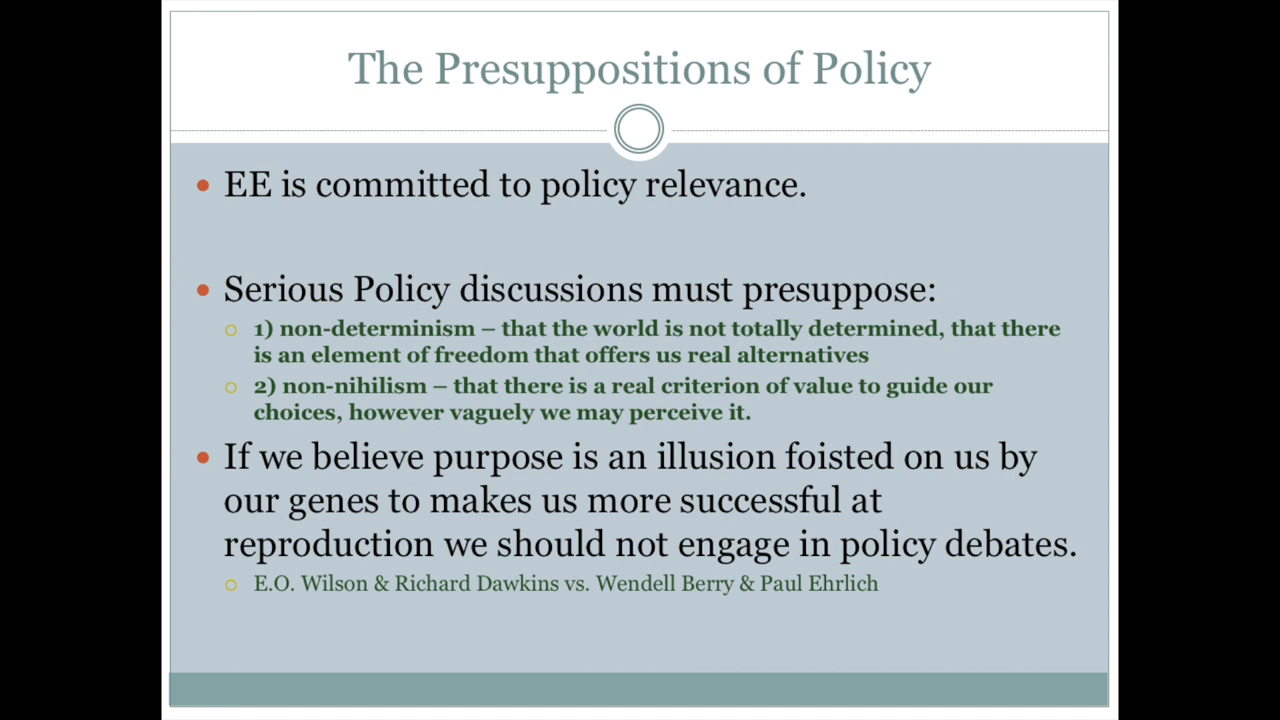 The Presuppositions of Policy
EE is committed to policy relevance.
Serious Policy discussions must presuppose:
1) non-determinism – that the world is not totally determined, that there
is an element of freedom that offers us real alternatives
2) non-nihilism – that there is a real criterion of value to guide our
choices, however vaguely we may perceive it.
If we believe purpose is an illusion foisted on us by
our genes to makes us more successful at
reproduction we should not engage in policy debates.
E.O. Wilson & Richard Dawkins vs. Wendell Berry & Paul Ehrlich